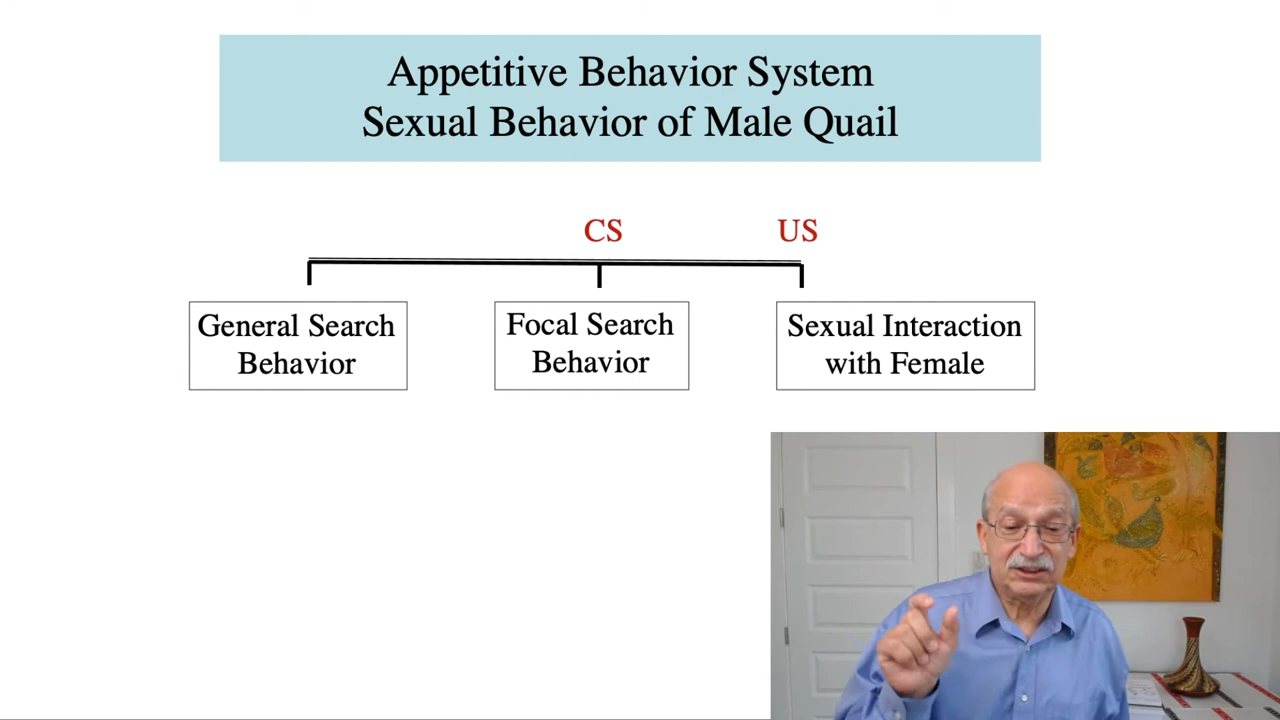 Appetitive Behavior System
Sexual Behavior of Male Quail
CS
US
General Search
Behavior
Focal Search
Behavior
Sexual Interaction
with Female